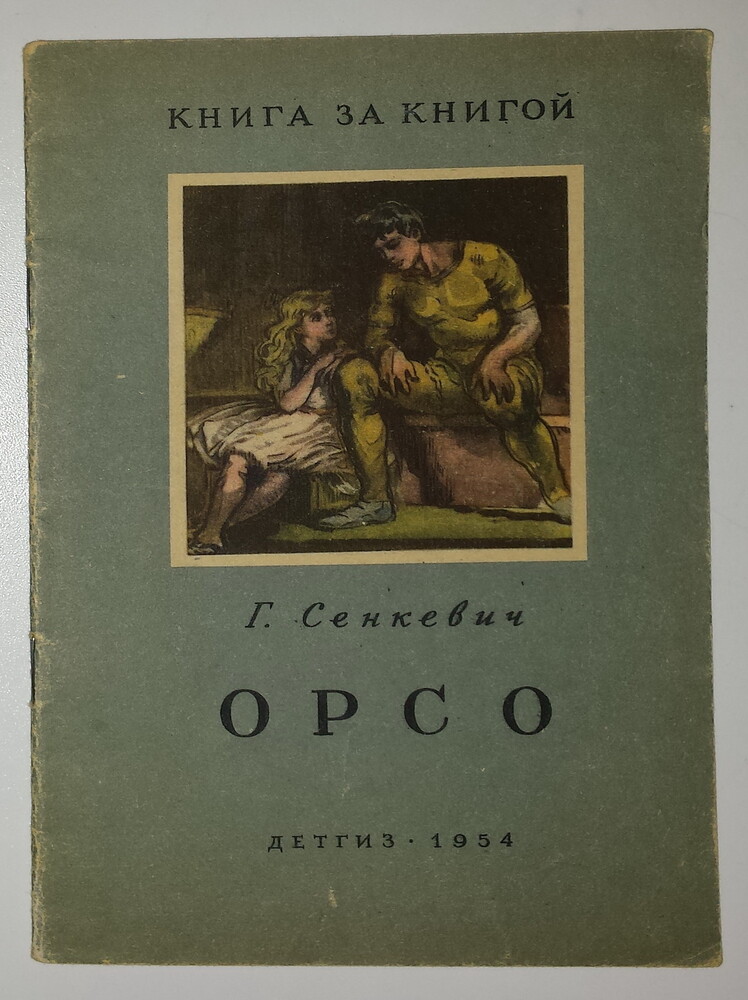 КНИГА ЗА КНИГОЙ
Г. Сенкевич
ОРСО
ДЕТГИЗ · 1954